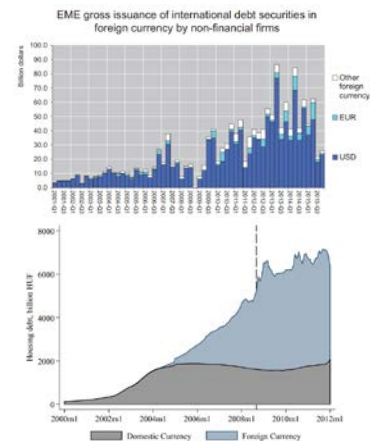 EME gross issuance of international debt securities in
foreign currency by non-financial firms
Billion dollars
100.0
90.0
80.0
70.0
60.0
50.0
40.0
30.0
20.0
10.0
0.0
Other
foreign
currency
EUR
USD
Housing debt, billion HUF
8000
6000
4000
2000
0
2000m1
2002m1
2004m1
2006m1
2008m1
2010m1
2012m1
Domestic Currency
Foreign Currency